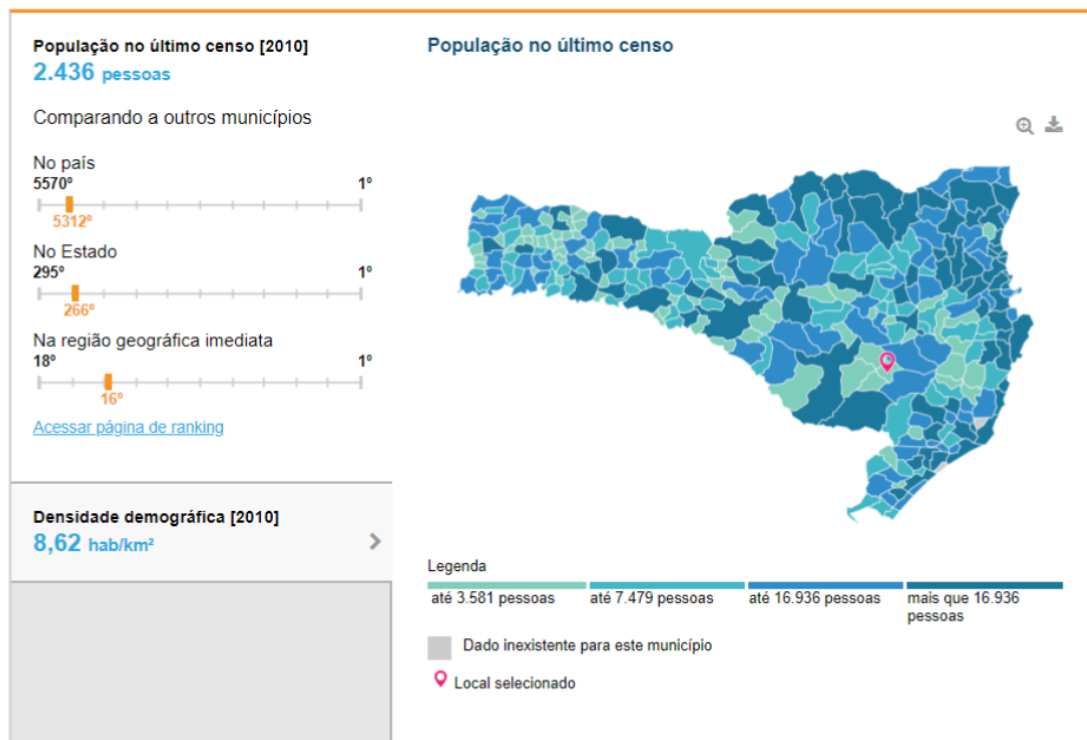 População no último censo [2010]
2.436 pessoas
Comparando a outros municípios
No país
5570º 1º
5312º
No Estado
295º 1º
266º
Na região geográfica imediata
18º 1º
16º
Acessar página de ranking
Densidade demográfica [2010]
8,62 hab/km²
População no último censo
Legenda
até 3.581 pessoas
até 7.479 pessoas
até 16.936 pessoas
mais que 16.936
pessoas
Dado inexistente para este município
Local selecionado